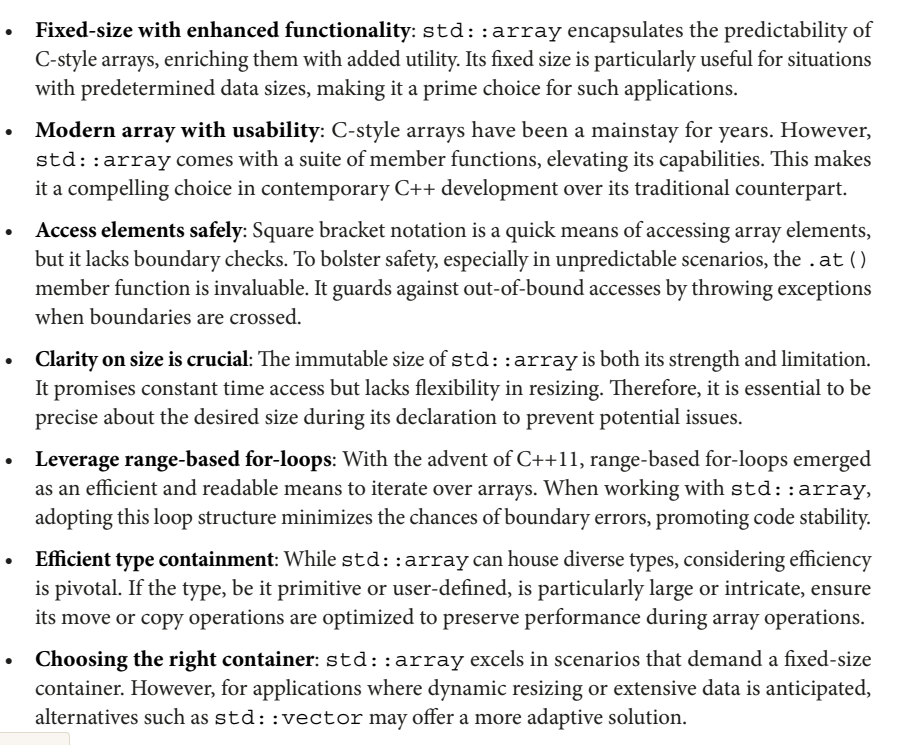 • Fixed-size with enhanced functionality: std::array encapsulates the predictability of
C-style arrays, enriching them with added utility. Its fixed size is particularly useful for situations
with predetermined data sizes, making it a prime choice for such applications.
• Modern array with usability: C-style arrays have been a mainstay for years. However,
std::array comes with a suite of member functions, elevating its capabilities. This makes
it a compelling choice in contemporary C++ development over its traditional counterpart.
• Access elements safely: Square bracket notation is a quick means of accessing array elements,
but it lacks boundary checks. To bolster safety, especially in unpredictable scenarios, the .at()
member function is invaluable. It guards against out-of-bound accesses by throwing exceptions
when boundaries are crossed.
• Clarity on size is crucial: The immutable size of std::array is both its strength and limitation.
It promises constant time access but lacks flexibility in resizing. Therefore, it is essential to be
precise about the desired size during its declaration to prevent potential issues.
• Leverage range-based for-loops: With the advent of C++11, range-based for-loops emerged
as an efficient and readable means to iterate over arrays. When working with std::array,
adopting this loop structure minimizes the chances of boundary errors, promoting code stability.
• Efficient type containment: While std::array can house diverse types, considering efficiency
is pivotal. If the type, be it primitive or user-defined, is particularly large or intricate, ensure
its move or copy operations are optimized to preserve performance during array operations.
• Choosing the right container: std::array excels in scenarios that demand a fixed-size
container. However, for applications where dynamic resizing or extensive data is anticipated,
alternatives such as std::vector may offer a more adaptive solution.